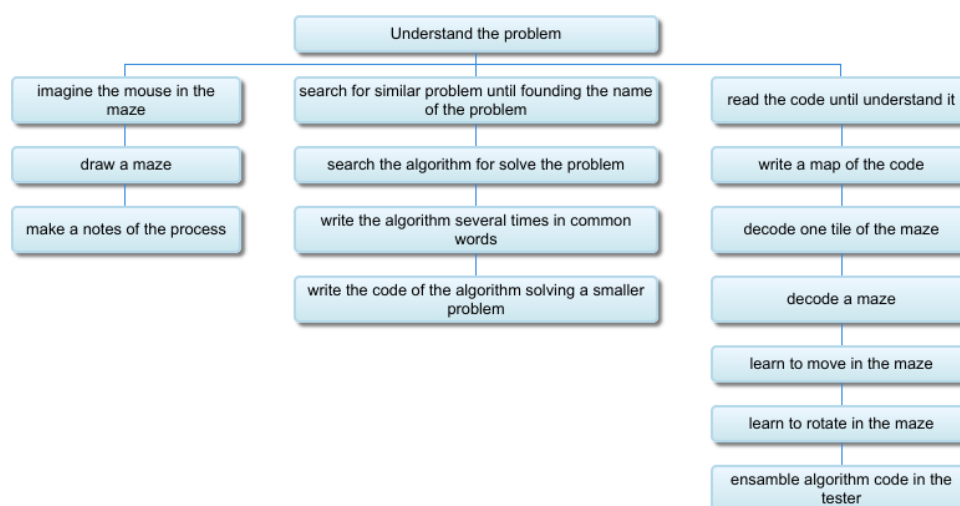 Understand the problem
imagine the mouse in the
maze
draw a maze
make a notes of the process
search for similar problem until founding the name
of the problem
search the algorithm for solve the problem
write the algorithm several times in common
words
write the code of the algorithm solving a smaller
problem
read the code until understand it
write a map of the code
decode one tile of the maze
decode a maze
learn to move in the maze
learn to rotate in the maze
ensamble algorithm code in the
tester